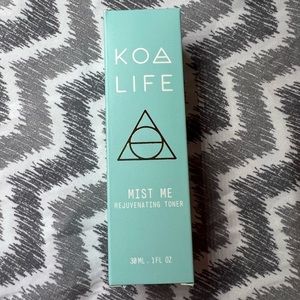 KOA
LIFE
MIST ME
REJUVENATING TONER
30ML . 1FL OZ